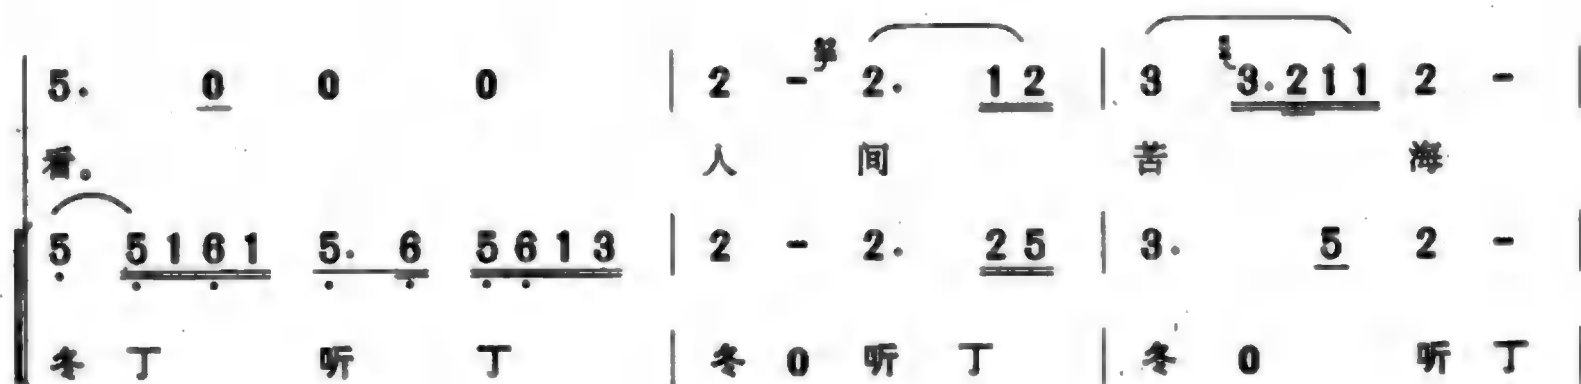 5. 0 0 0 | 2 - 2. 12 | 3 3.211 2 - |
看。 人 间 苦 海
5 5161 5. 6 5613 | 2 - 2. 25 | 3. 5 2 - |
冬 丁 听 丁 | 冬 0 听 丁 | 冬 0 听 丁